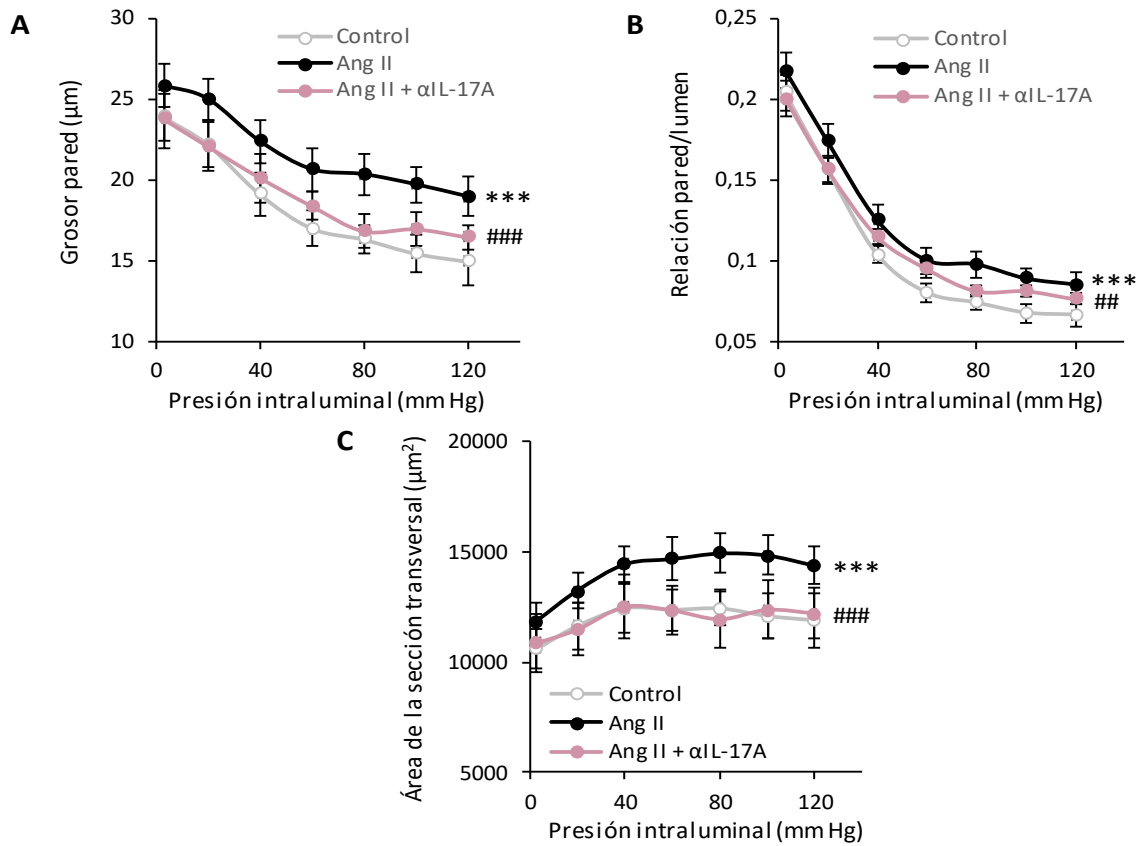 A
30
25
20
15
10
Grosor pared (µm)
Control
Ang II
Ang II + αIL-17A
***
###
0 40 80 120
Presión intraluminal (mm Hg)
B
0,25
0,2
0,15
0,1
0,05
Relación pared/lumen
Control
Ang II
Ang II + αIL-17A
***
##
0 40 80 120
Presión intraluminal (mm Hg)
C
20000
15000
10000
5000
Área de la sección transversal (µm²)
***
###
Control
Ang II
Ang II + αIL-17A
0 40 80 120
Presión intraluminal (mm Hg)